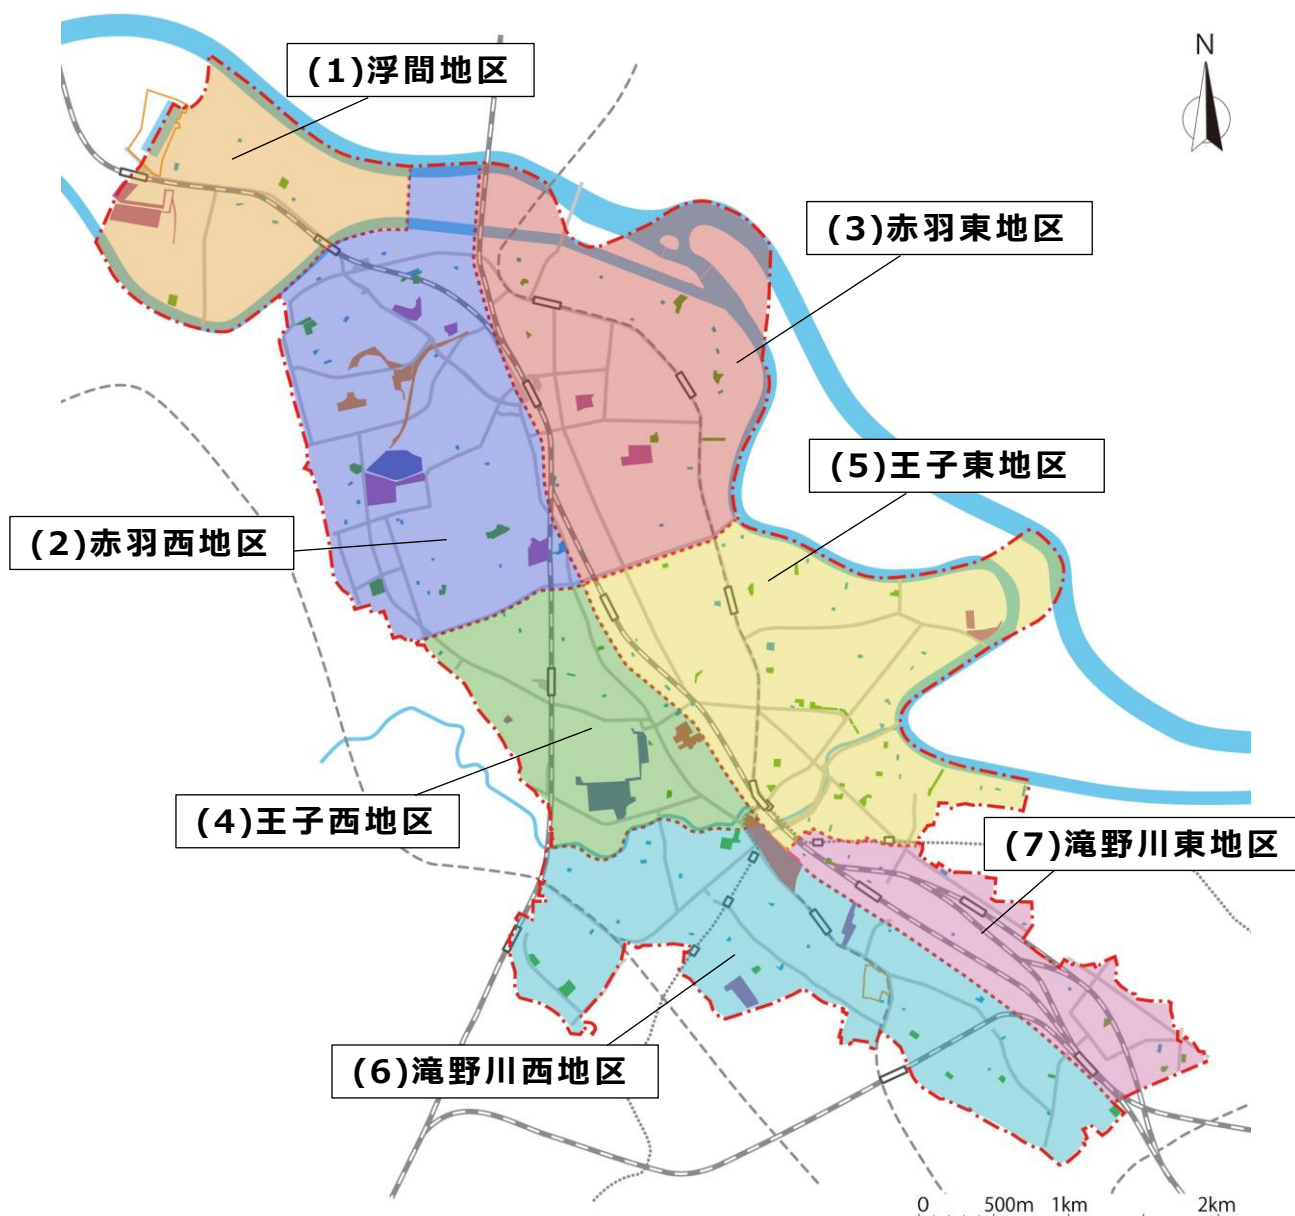 N
(1)浮間地区
(3)赤羽東地区
(5)王子東地区
(2)赤羽西地区
(4)王子西地区
(7)滝野川東地区
(6)滝野川西地区
0 500m 1km 2km